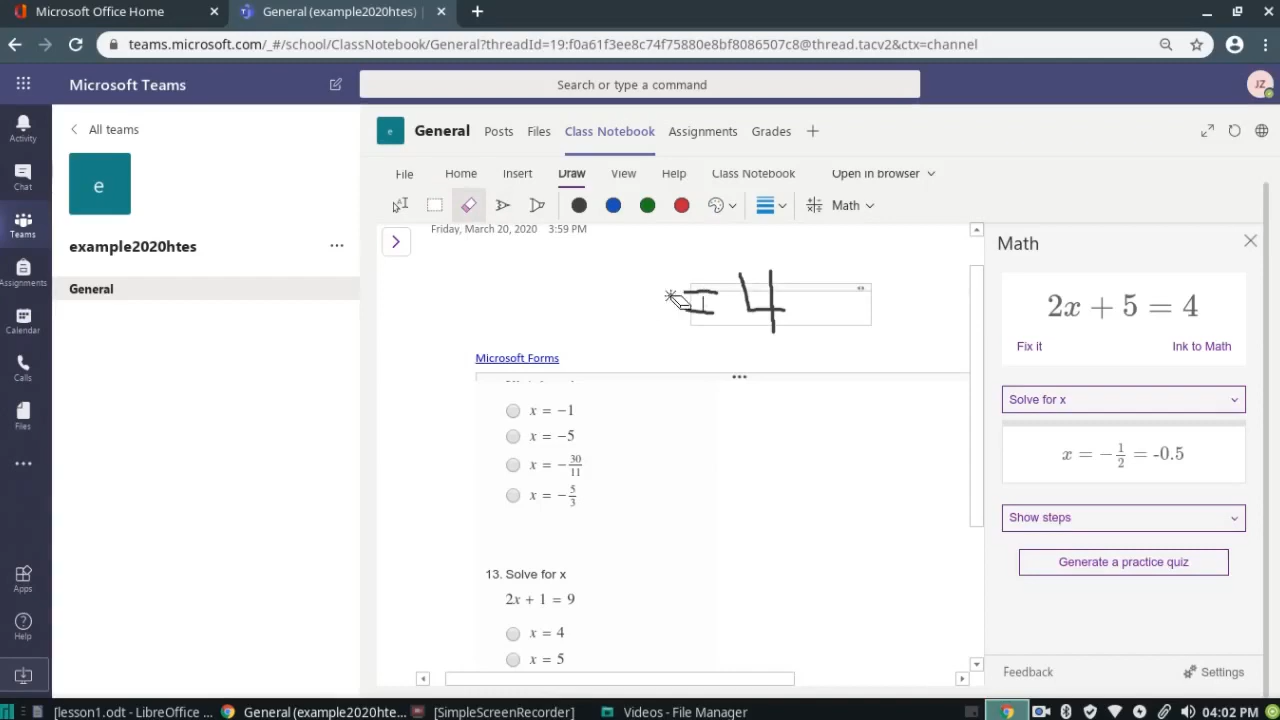 Microsoft Office Home
General (example2020htes) |
teams.microsoft.com/_#/school/ClassNotebook/General?threadId=19:f0a61f3ee8c74f75880e8bf8086507c8@thread.tacv2&ctx=channel
Microsoft Teams
Search or type a command
JZ
Activity
Chat
Teams
Assignments
Calendar
Calls
Files
Apps
Help
All teams
e
example2020htes
General
e General Posts Files Class Notebook Assignments Grades
File Home Insert Draw View Help Class Notebook Open in browser
Math
Friday, March 20, 2020 3:59 PM
= 4
Microsoft Forms
x = −1
x = −5
x = −30/11
x = −5/3
13. Solve for x
2x + 1 = 9
x = 4
x = 5
Math
2x + 5 = 4
Fix it Ink to Math
Solve for x
x = −1/2 = -0.5
Show steps
Generate a practice quiz
Feedback Settings
[lesson1.odt - LibreOffice ... General (example2020hte... [SimpleScreenRecorder] Videos - File Manager 04:02 PM